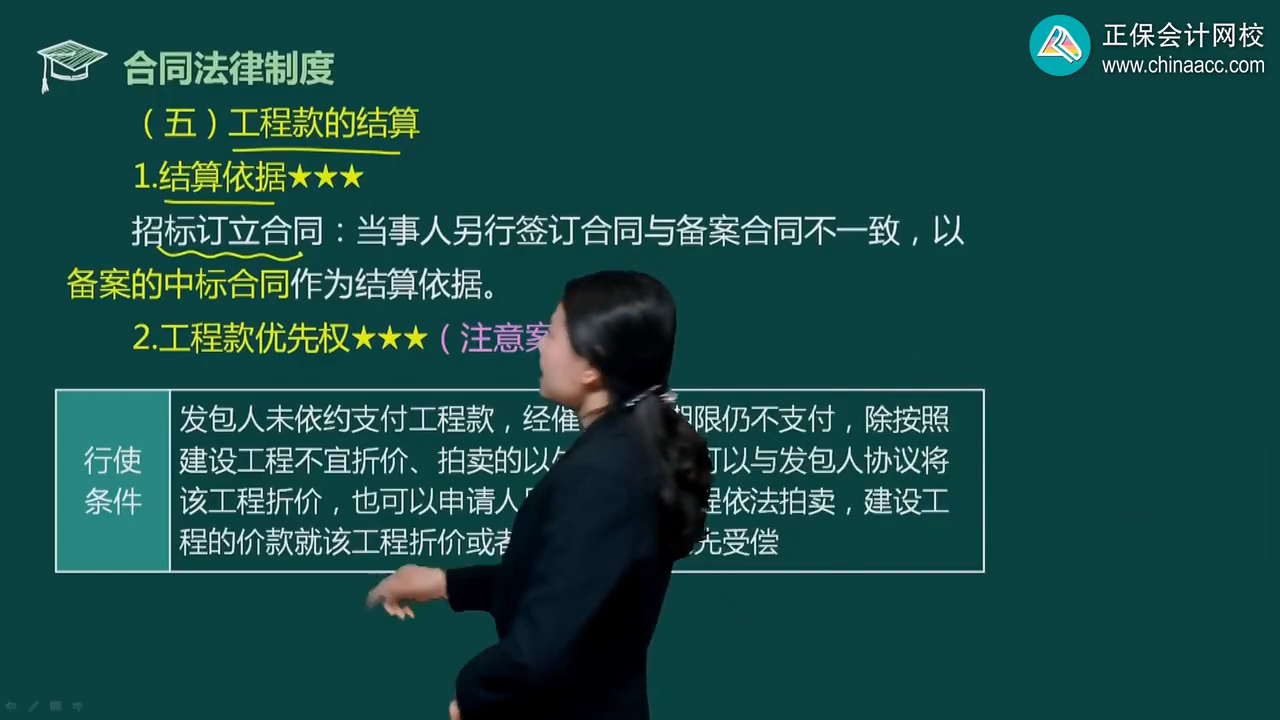 正保会计网校
www.chinaacc.com
合同法律制度
（五）工程款的结算
1.结算依据★★★
招标订立合同：当事人另行签订合同与备案合同不一致，以
备案的中标合同作为结算依据。
2.工程款优先权★★★（注意案
行使
条件
发包人未依约支付工程款，经催 期限仍不支付，除按照
建设工程不宜折价、拍卖的以 可以与发包人协议将
该工程折价，也可以申请人 程依法拍卖，建设工
程的价款就该工程折价或 先受偿